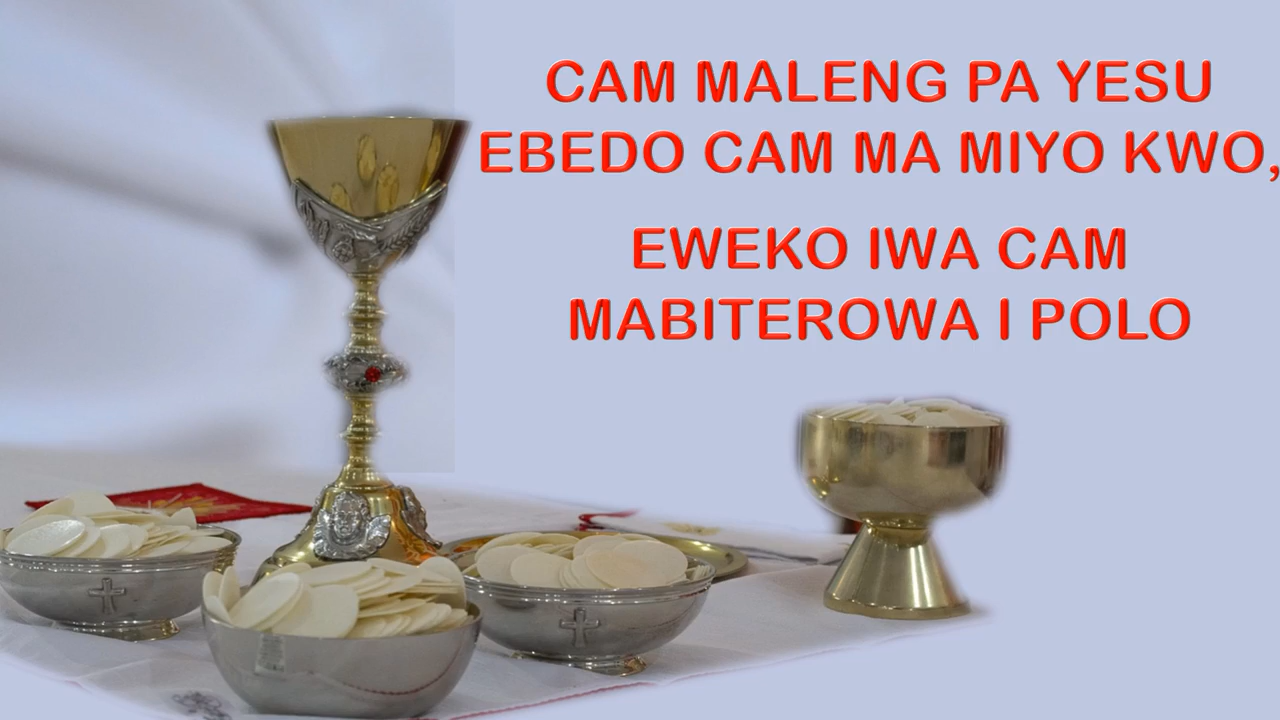 CAM MALENG PA YESU
EBEDO CAM MA MIYO KWO,
EWEKO IWA CAM
MABITEROWA I POLO